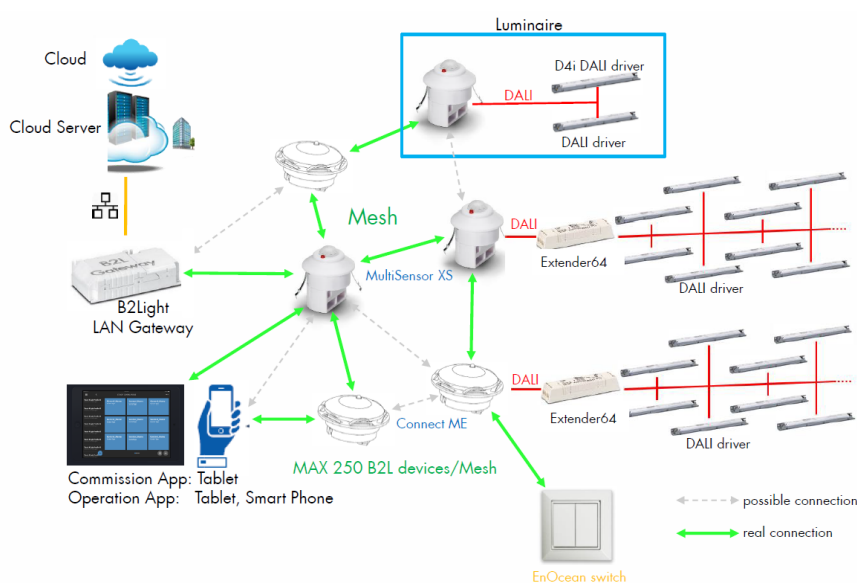 Luminaire
Cloud
D4i DALI driver
DALI
Cloud Server
DALI driver
Mesh
DALI
B2L
Gateway
MultiSensor XS
Extender64
DALI driver
B2Light
LAN Gateway
DALI
Connect ME
Extender64
DALI driver
MAX 250 B2L devices/Mesh
Commission App: Tablet
Operation App: Tablet, Smart Phone
possible connection
real connection
EnOcean switch